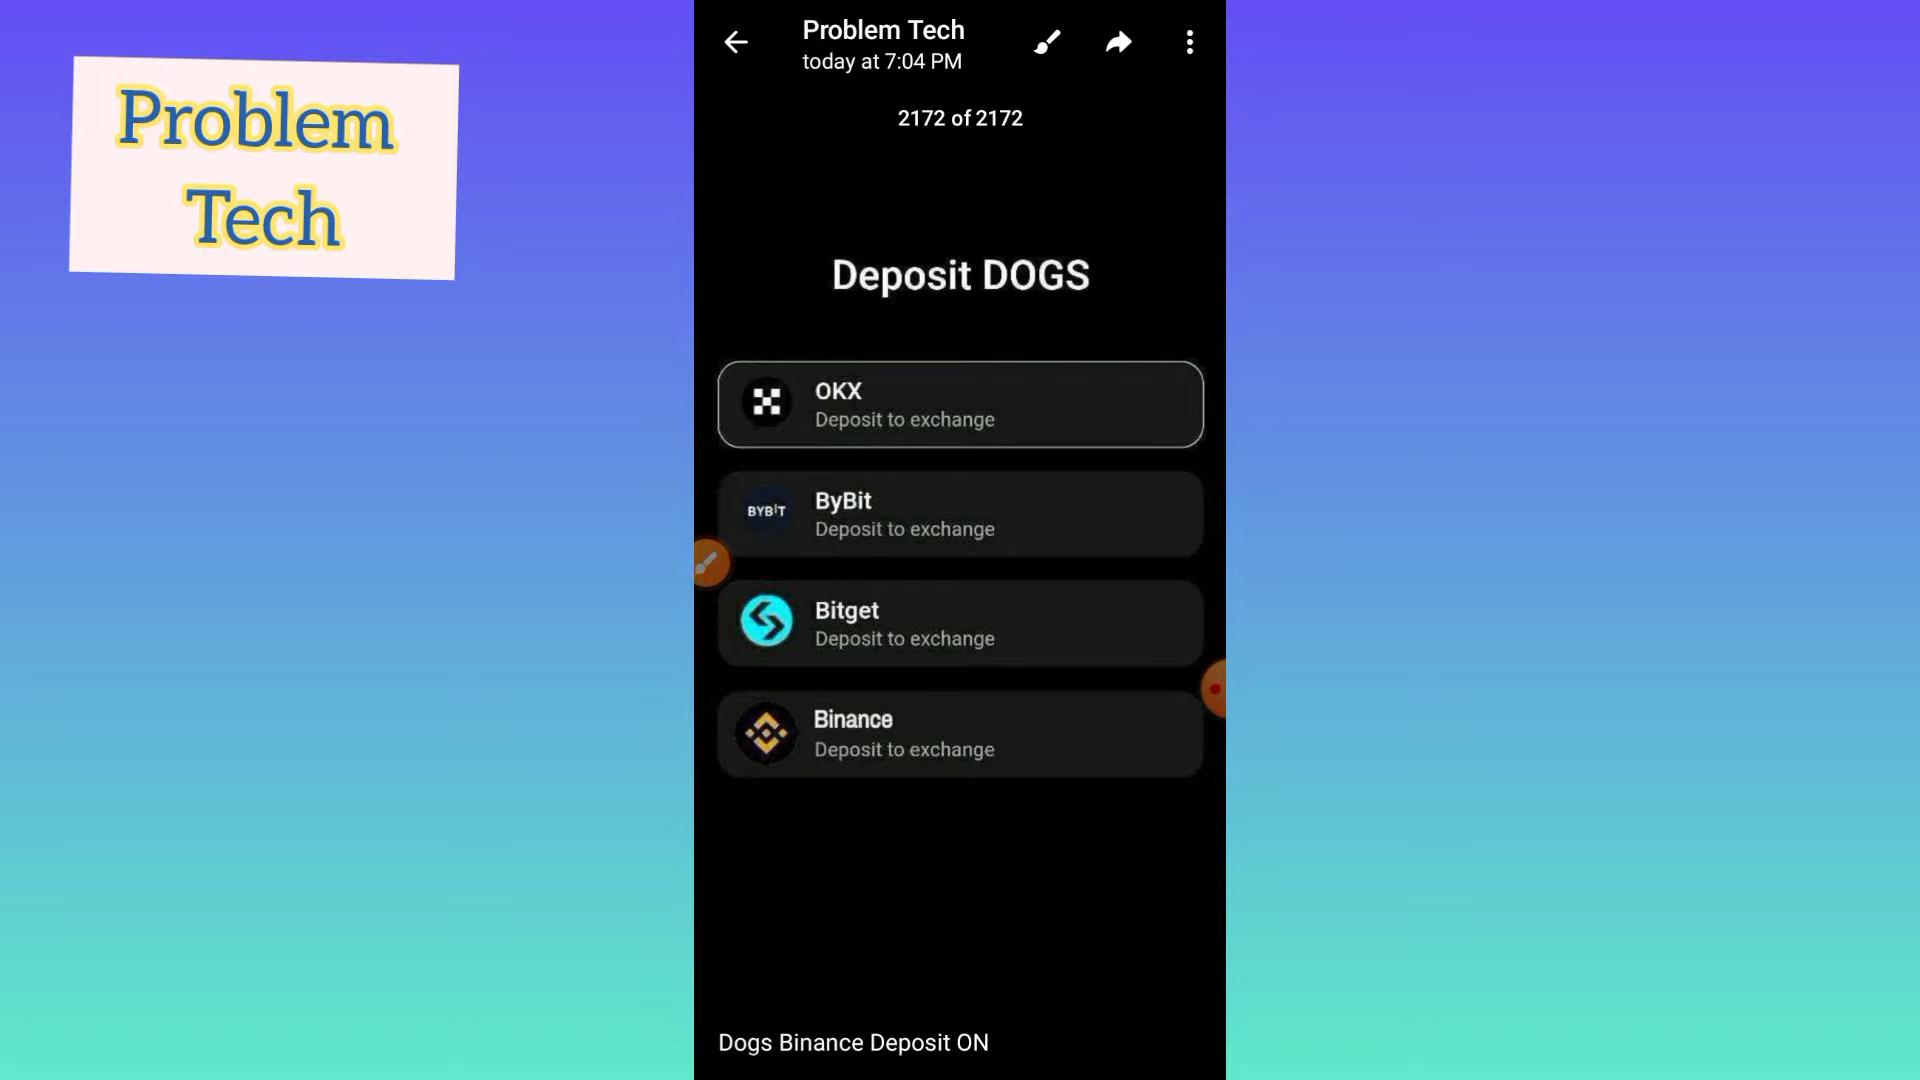 Problem
Tech
Problem Tech
today at 7:04 PM
2172 of 2172
Deposit DOGS
OKX
Deposit to exchange
BYBIT
ByBit
Deposit to exchange
Bitget
Deposit to exchange
Binance
Deposit to exchange
Dogs Binance Deposit ON